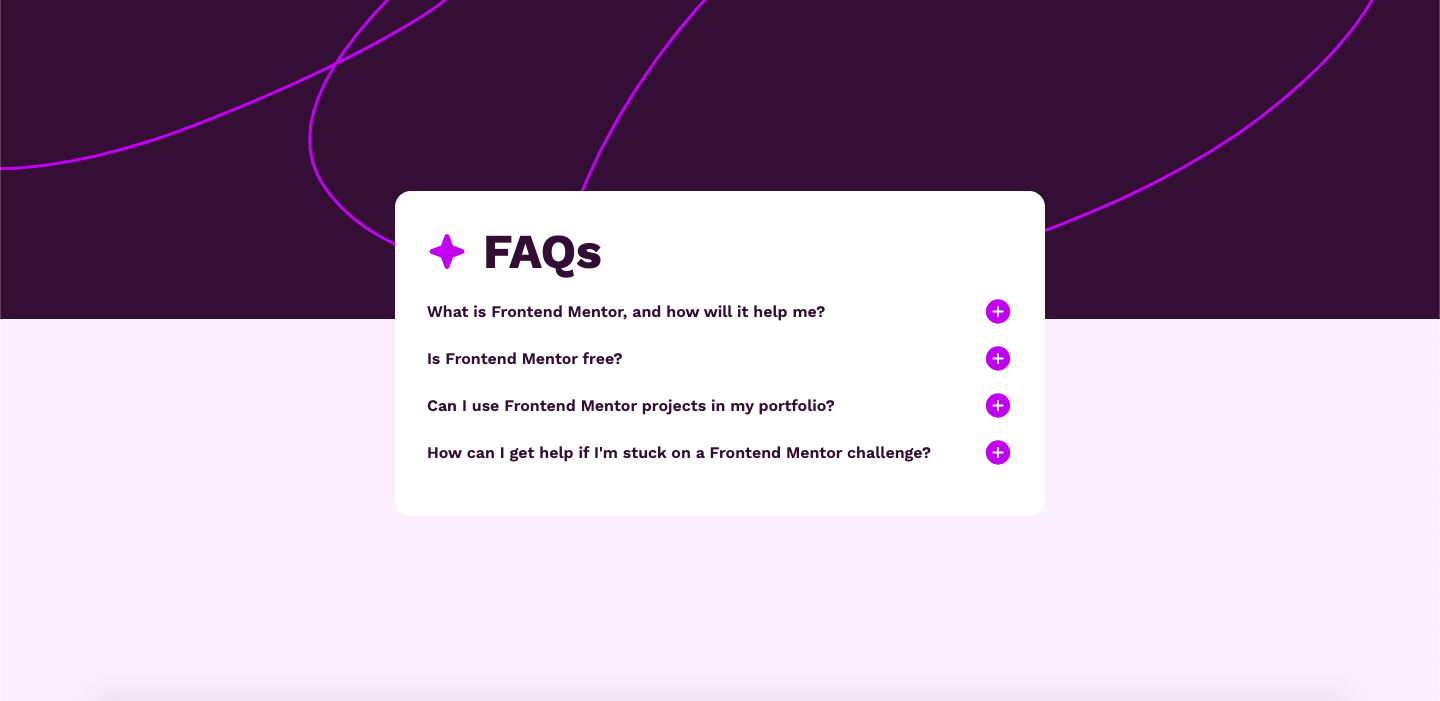 FAQs
What is Frontend Mentor, and how will it help me?
Is Frontend Mentor free?
Can I use Frontend Mentor projects in my portfolio?
How can I get help if I'm stuck on a Frontend Mentor challenge?